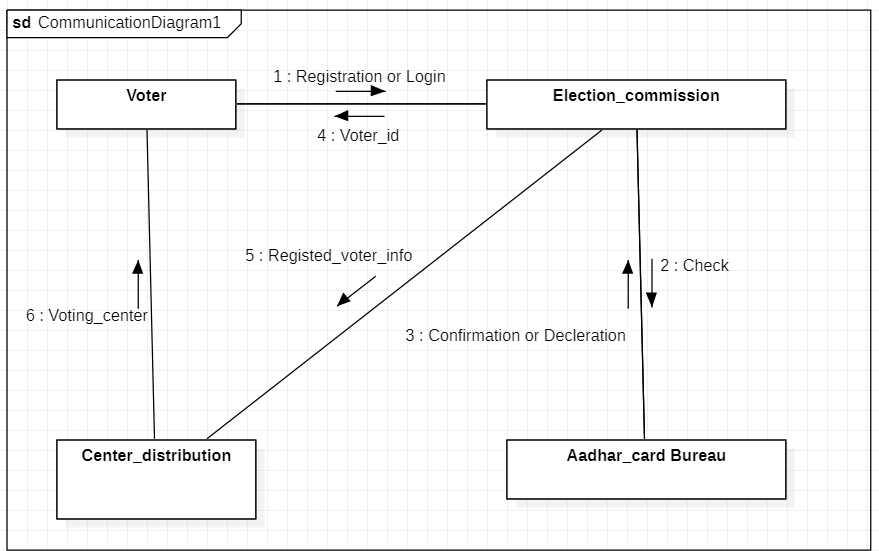 sd CommunicationDiagram1
1 : Registration or Login
Voter
Election_commission
4 : Voter_id
5 : Registed_voter_info
2 : Check
6 : Voting_center
3 : Confirmation or Decleration
Center_distribution
Aadhar_card Bureau